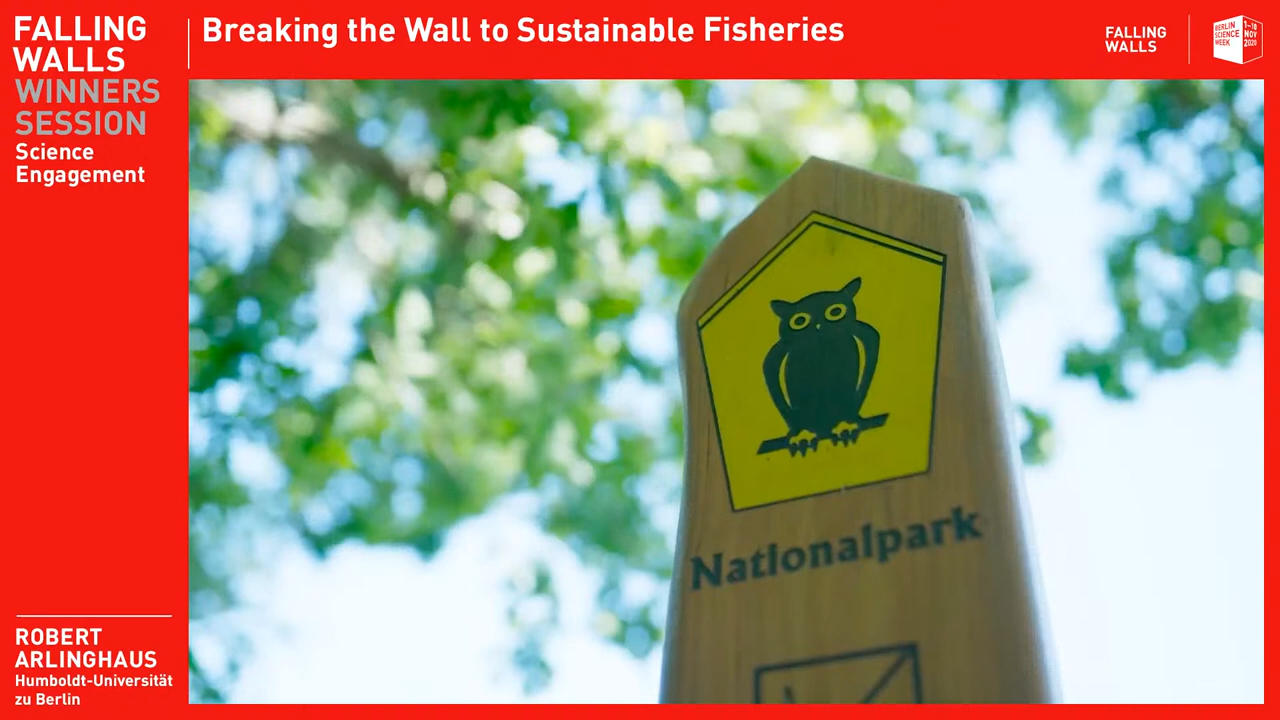 FALLING
WALLS
WINNERS
SESSION
Science
Engagement
Breaking the Wall to Sustainable Fisheries
FALLING
WALLS
BERLIN
SCIENCE
WEEK
1–10
NOV
2020
Nationalpark
ROBERT
ARLINGHAUS
Humboldt-Universität
zu Berlin